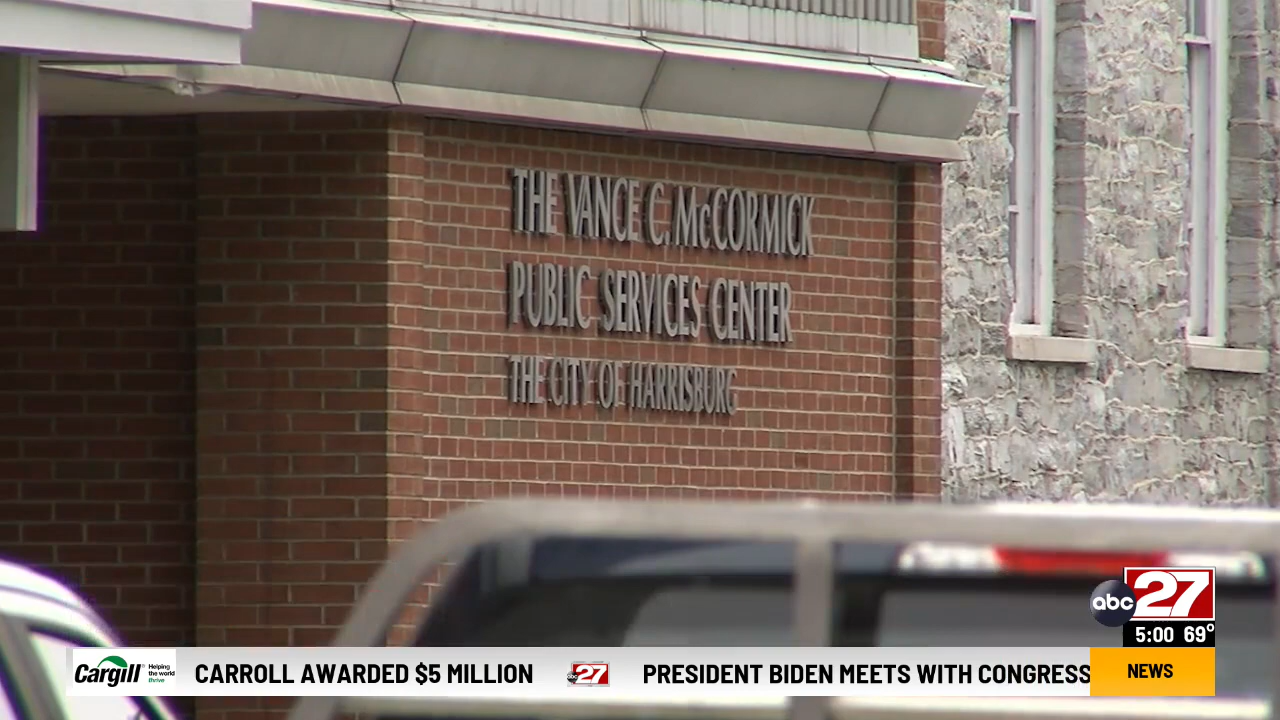 THE VANCE C. McCORMICK
PUBLIC SERVICES CENTER
THE CITY OF HARRISBURG
abc 27
5:00 69°
Cargill Helping the world thrive CARROLL AWARDED $5 MILLION abc 27 PRESIDENT BIDEN MEETS WITH CONGRESS NEWS